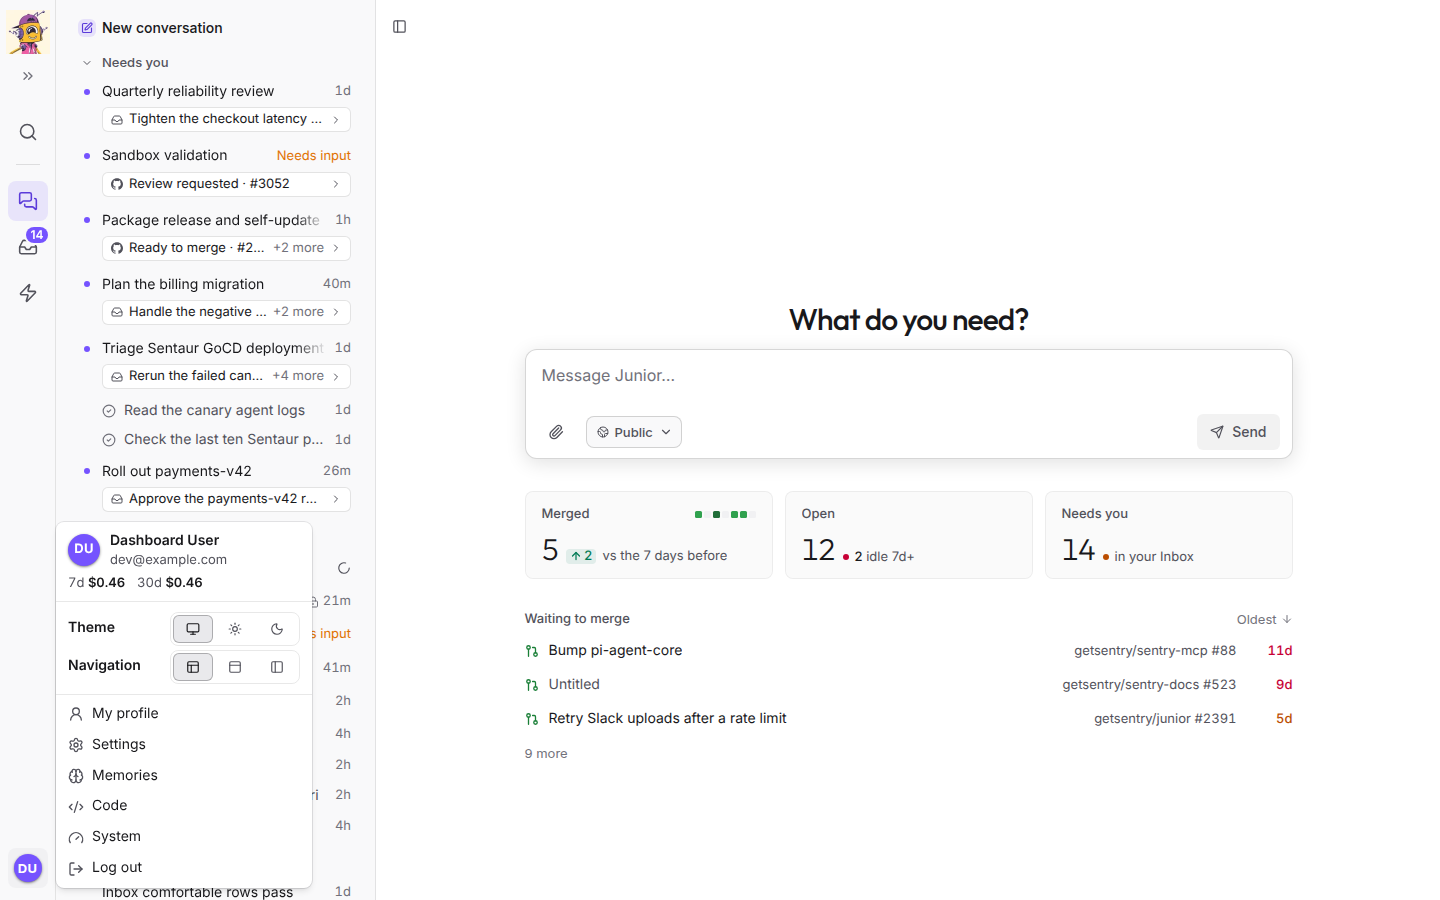 New conversation
Needs you
Quarterly reliability review 1d
Tighten the checkout latency ...
Sandbox validation Needs input
Review requested · #3052
Package release and self-update 1h
Ready to merge · #2... +2 more
Plan the billing migration 40m
Handle the negative ... +2 more
Triage Sentaur GoCD deployment 1d
Rerun the failed can... +4 more
Read the canary agent logs 1d
Check the last ten Sentaur p... 1d
Roll out payments-v42 26m
Approve the payments-v42 r...
14
DU
Dashboard User
dev@example.com
7d $0.46 30d $0.46
21m
Theme
s input
Navigation
41m
2h
My profile
4h
Settings
2h
Memories
ri 2h
Code
4h
System
Log out
DU
Inbox comfortable rows pass 1d
What do you need?
Message Junior...
Public
Send
Merged
5 2 vs the 7 days before
Open
12 2 idle 7d+
Needs you
14 in your Inbox
Waiting to merge Oldest
Bump pi-agent-core getsentry/sentry-mcp #88 11d
Untitled getsentry/sentry-docs #523 9d
Retry Slack uploads after a rate limit getsentry/junior #2391 5d
9 more